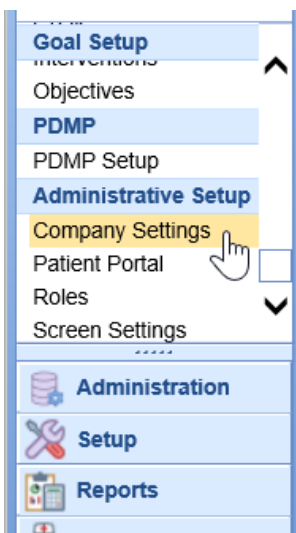 Goal Setup
Interventions
Objectives
PDMP
PDMP Setup
Administrative Setup
Company Settings
Patient Portal
Roles
Screen Settings
Administration
Setup
Reports